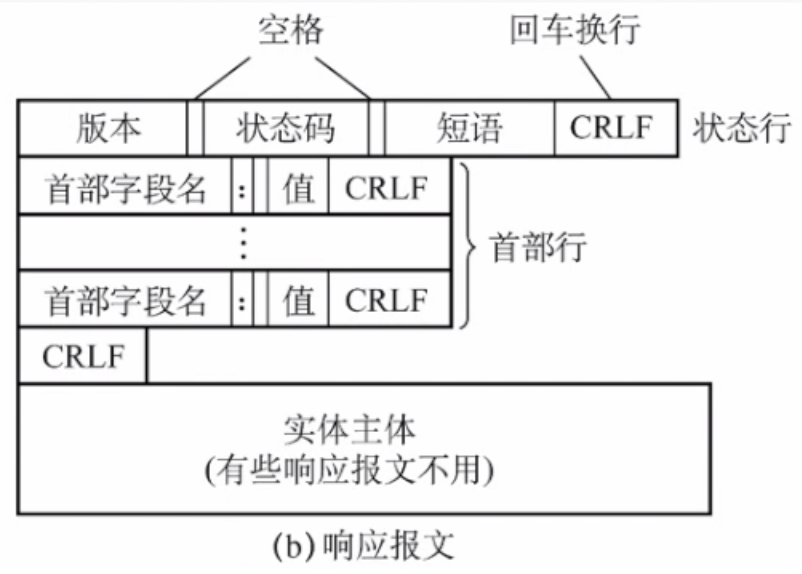 空格 回车换行
版本 状态码 短语 CRLF 状态行
首部字段名 : 值 CRLF
⋮ 首部行
首部字段名 : 值 CRLF
CRLF
实体主体
(有些响应报文不用)
(b)响应报文